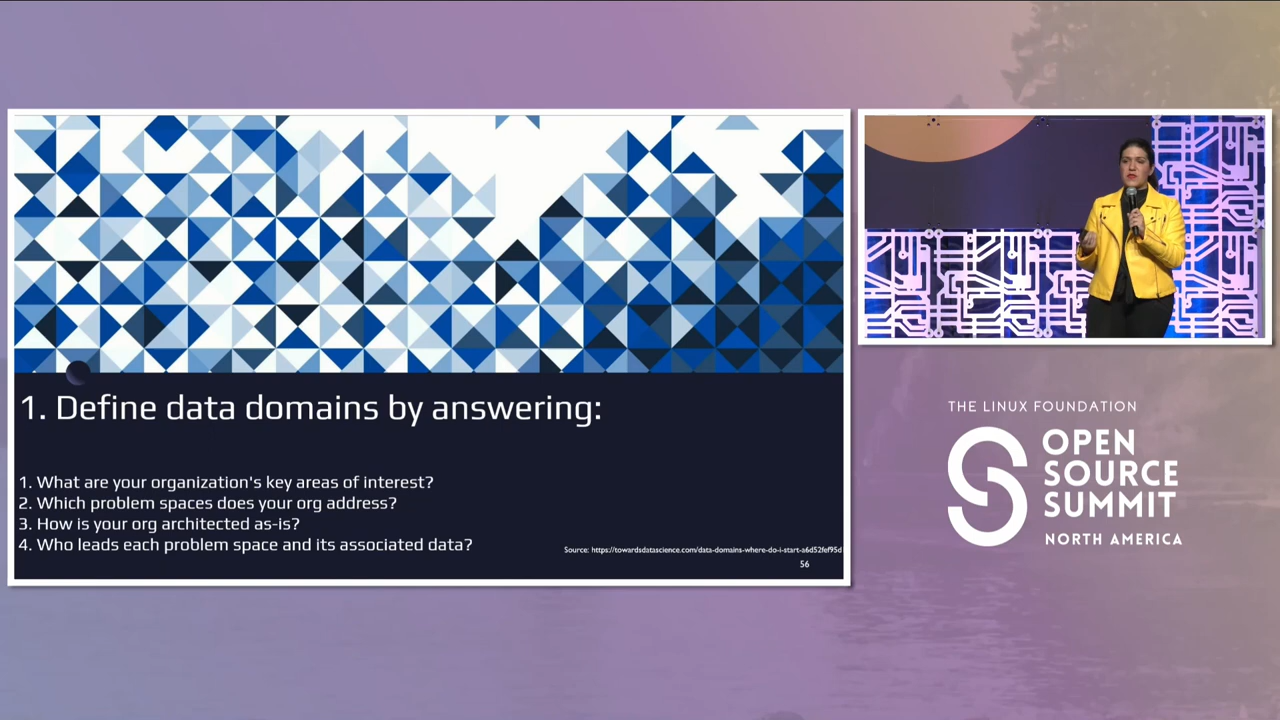 1. Define data domains by answering:
1. What are your organization's key areas of interest?
2. Which problem spaces does your org address?
3. How is your org architected as-is?
4. Who leads each problem space and its associated data?
Source: https://towardsdatascience.com/data-domains-where-do-i-start-a6d52fef95d
56
THE LINUX FOUNDATION
OPEN
SOURCE
SUMMIT
NORTH AMERICA